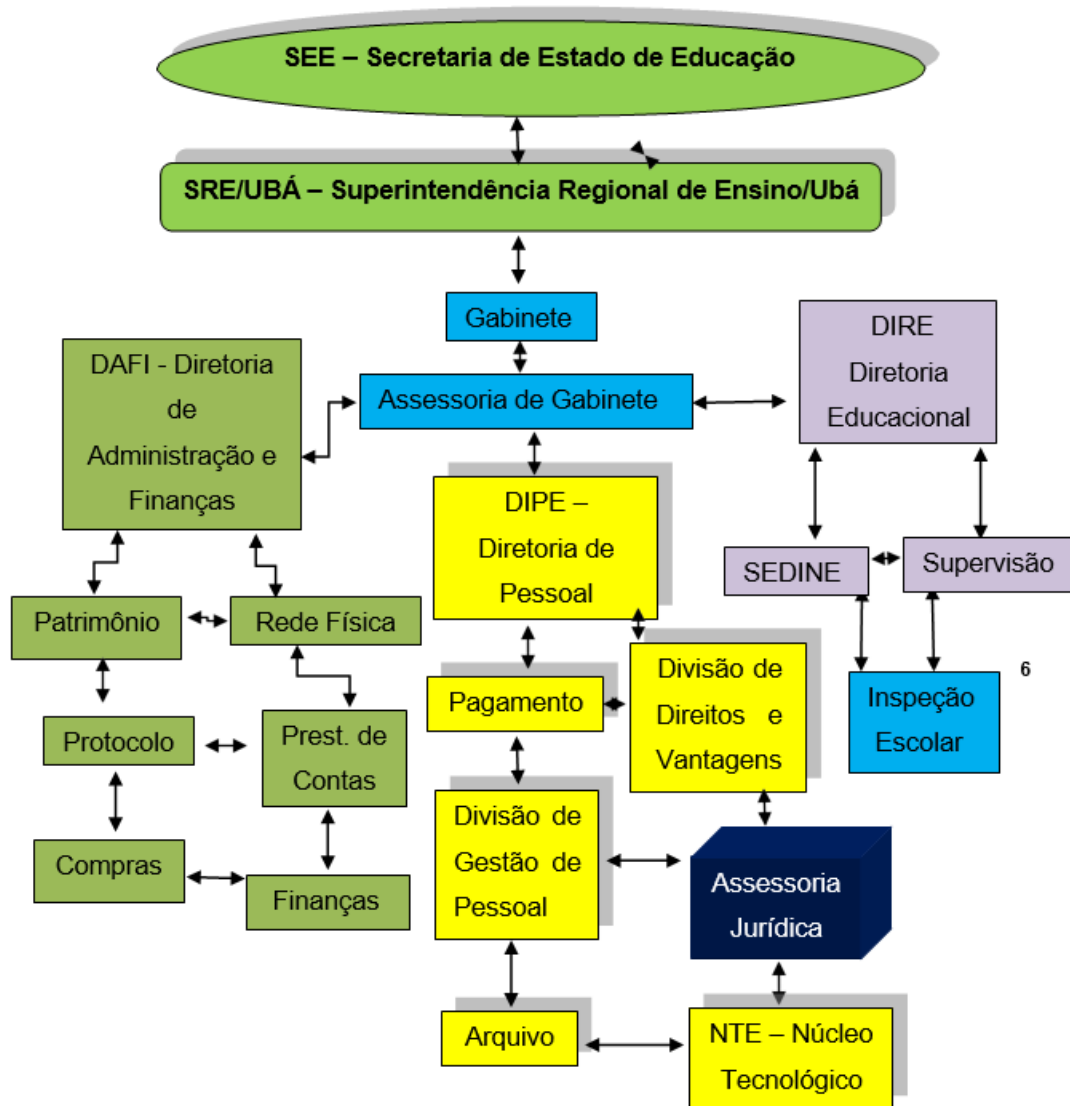 SEE – Secretaria de Estado de Educação
SRE/UBÁ – Superintendência Regional de Ensino/Ubá
Gabinete
DIRE
Diretoria
Educacional
DAFI - Diretoria
de
Administração e
Finanças
Assessoria de Gabinete
DIPE –
Diretoria de
Pessoal
SEDINE
Supervisão
Patrimônio
Rede Física
6
Pagamento
Divisão de
Direitos e
Vantagens
Inspeção
Escolar
Protocolo
Prest. de
Contas
Divisão de
Gestão de
Pessoal
Compras
Finanças
Assessoria
Jurídica
Arquivo
NTE – Núcleo
Tecnológico